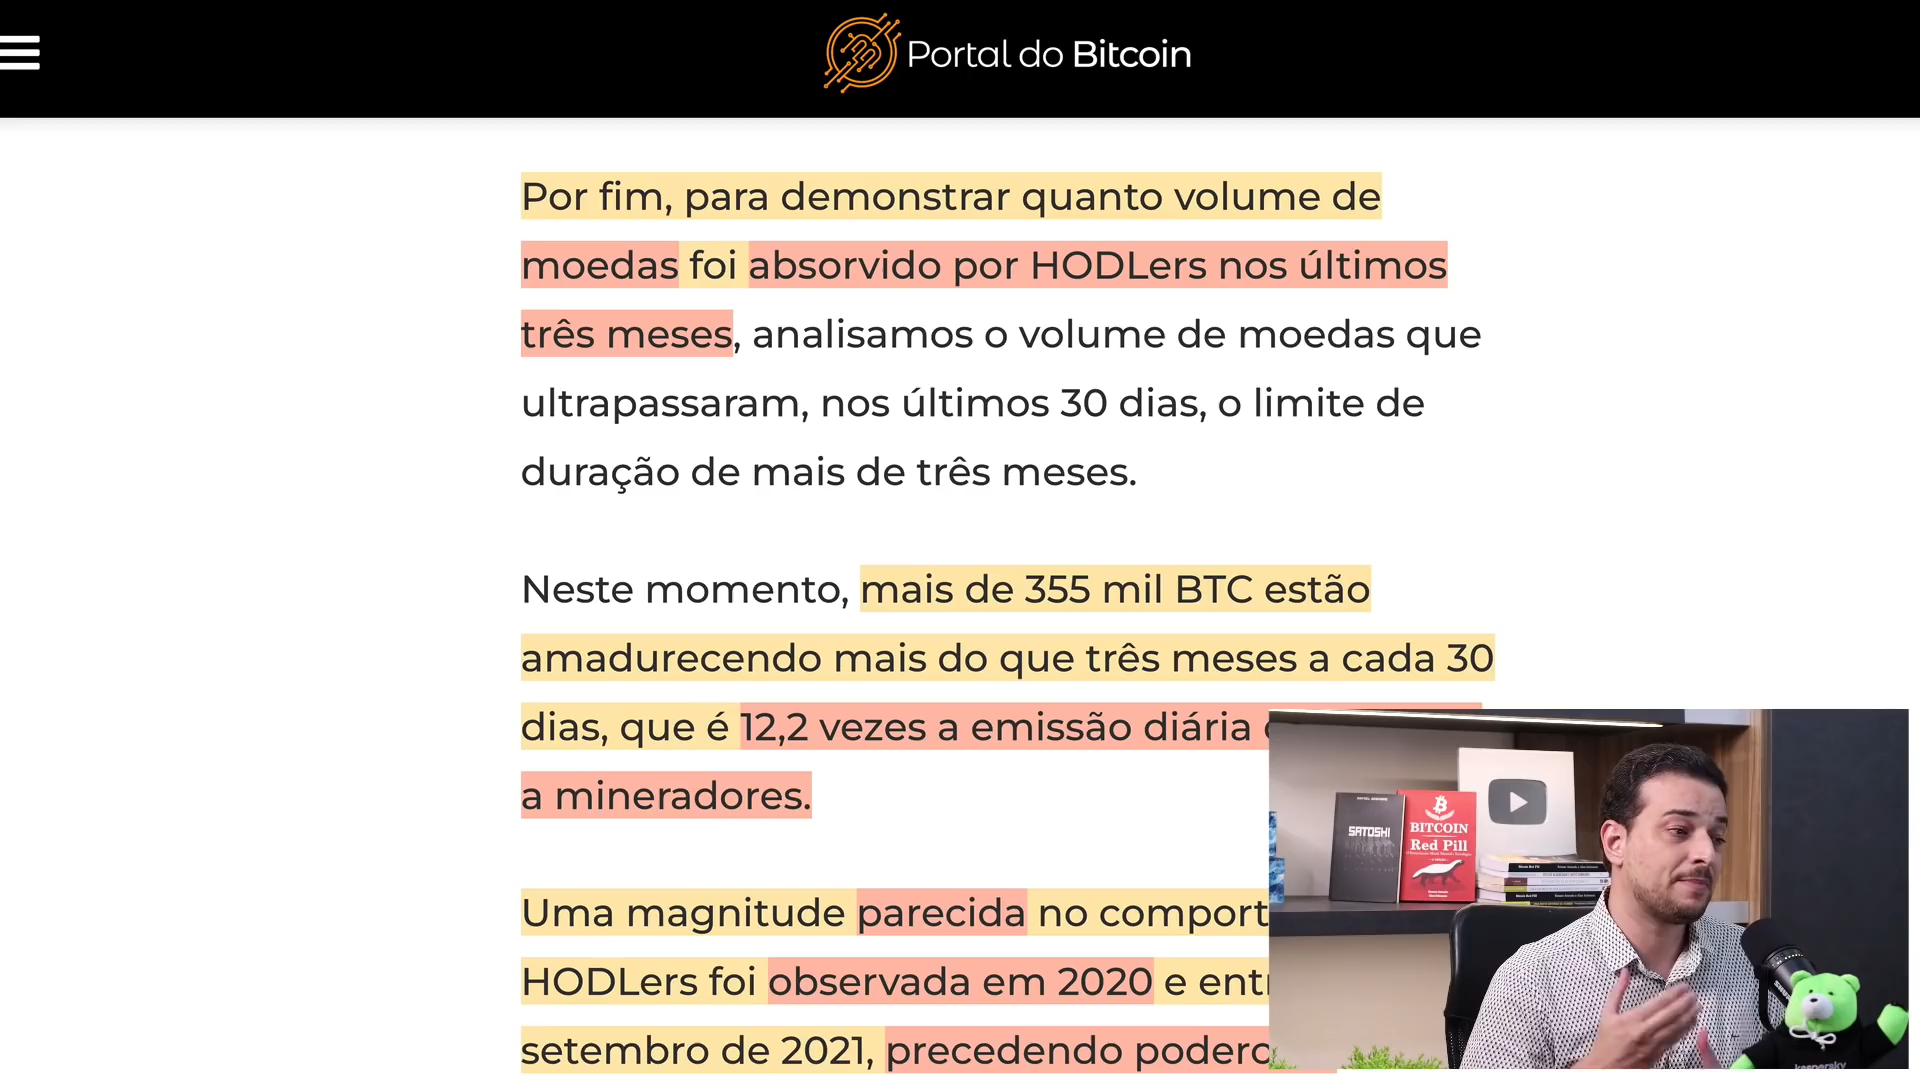 Portal do Bitcoin
Por fim, para demonstrar quanto volume de
moedas foi absorvido por HODLers nos últimos
três meses, analisamos o volume de moedas que
ultrapassaram, nos últimos 30 dias, o limite de
duração de mais de três meses.
Neste momento, mais de 355 mil BTC estão
amadurecendo mais do que três meses a cada 30
dias, que é 12,2 vezes a emissão diária
a mineradores.
Uma magnitude parecida no comport
HODLers foi observada em 2020 e entr
setembro de 2021, precedendo podero
SATOSHI
BITCOIN
Red Pill
kaspersky